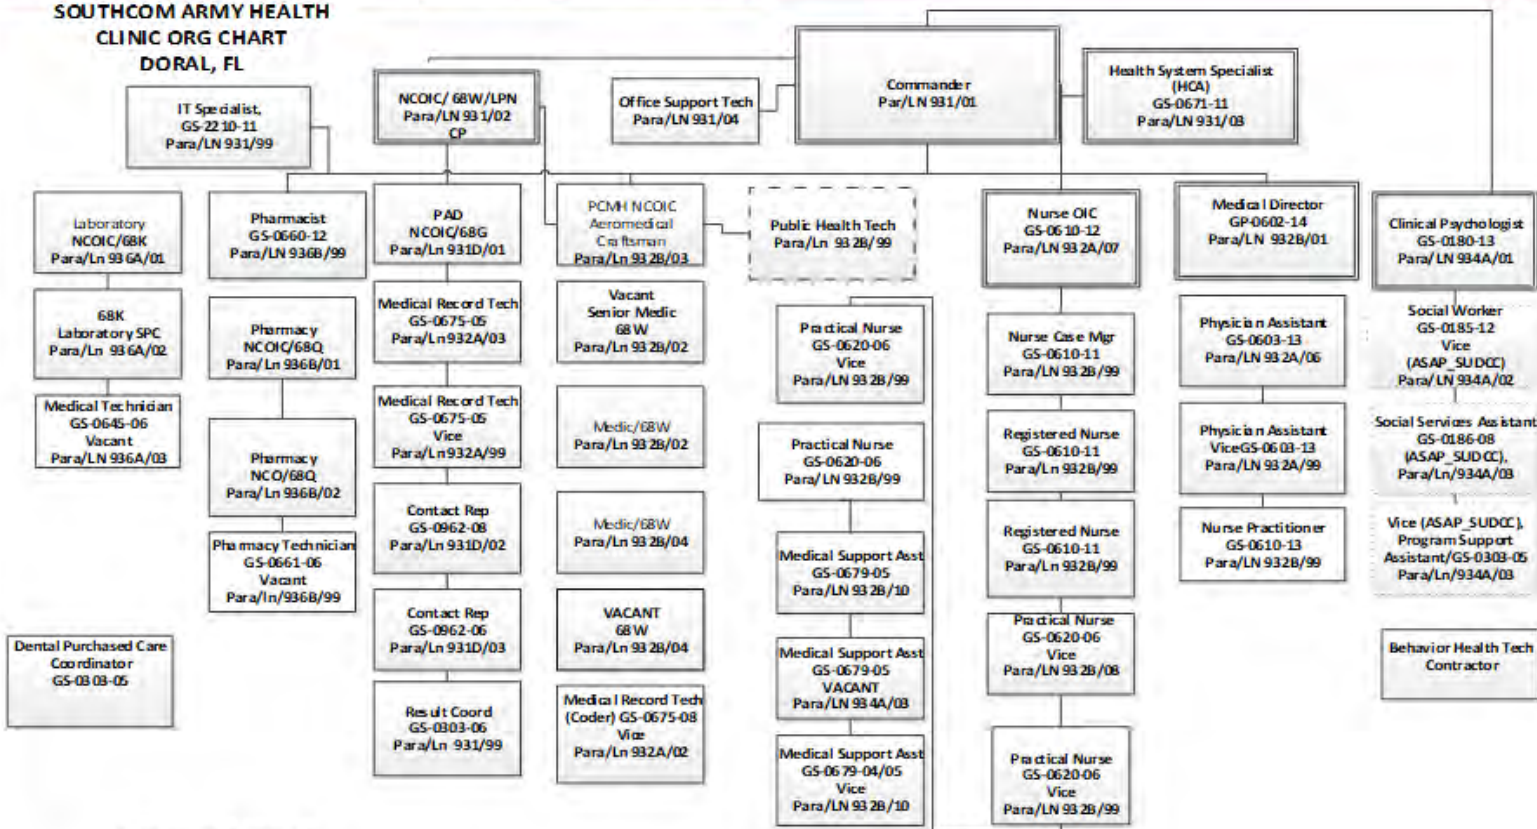 SOUTHCOM ARMY HEALTH
CLINIC ORG CHART
DORAL, FL
IT Specialist,
GS-2210-11
Para/LN 931/99
NCOIC/ 68W/LPN
Para/LN 931/02
CP
Office Support Tech
Para/LN 931/04
Commander
Par/LN 931/01
Health System Specialist
(HCA)
GS-0671-11
Para/LN 931/03
Laboratory
NCOIC/68K
Para/Ln 936A/01
68K
Laboratory SPC
Para/Ln 936A/02
Medical Technician
GS-0645-06
Vacant
Para/LN 936A/03
Dental Purchased Care
Coordinator
GS-0303-05
Pharmacist
GS-0660-12
Para/LN 936B/99
Pharmacy
NCOIC/68Q
Para/Ln 936B/01
Pharmacy
NCO/68Q
Para/Ln 936B/02
Pharmacy Technician
GS-0661-06
Vacant
Para/ln/936B/99
PAD
NCOIC/68G
Para/Ln 931D/01
Medical Record Tech
GS-0675-05
Para/LN 932A/03
Medical Record Tech
GS-0675-05
Vice
Para/Ln 932A/99
Contact Rep
GS-0962-08
Para/Ln 931D/02
Contact Rep
GS-0962-06
Para/Ln 931D/03
Result Coord
GS-0303-06
Para/Ln 931/99
PCMH NCOIC
Aeromedical
Craftsman
Para/Ln 932B/03
Vacant
Senior Medic
68W
Para/Ln 932B/02
Medic/68W
Para/Ln 932B/02
Medic/68W
Para/Ln 932B/04
VACANT
68W
Para/Ln 932B/04
Medical Record Tech
(Coder) GS-0675-08
Vice
Para/Ln 932A/02
Public Health Tech
Para/Ln 932B/99
Practical Nurse
GS-0620-06
Vice
Para/LN 932B/99
Practical Nurse
GS-0620-06
Para/LN 932B/99
Medical Support Asst
GS-0679-05
Para/LN 932B/10
Medical Support Asst
GS-0679-05
VACANT
Para/LN 934A/03
Medical Support Asst
GS-0679-04/05
Vice
Para/LN 932B/10
Nurse OIC
GS-0610-12
Para/LN 932A/07
Nurse Case Mgr
GS-0610-11
Para/LN 932B/99
Registered Nurse
GS-0610-11
Para/Ln 932B/99
Registered Nurse
GS-0610-11
Para/Ln 932B/99
Practical Nurse
GS-0620-06
Vice
Para/LN 932B/08
Practical Nurse
GS-0620-06
Vice
Para/LN 932B/99
Medical Director
GP-0602-14
Para/LN 932B/01
Physician Assistant
GS-0603-13
Para/LN 932A/06
Physician Assistant
ViceGS-0603-13
Para/LN 932A/99
Nurse Practitioner
GS-0610-13
Para/LN 932B/99
Clinical Psychologist
GS-0180-13
Para/LN 934A/01
Social Worker
GS-0185-12
Vice
(ASAP_SUDCC)
Para/LN 934A/02
Social Services Assistant
GS-0186-08
(ASAP_SUDCC),
Para/Ln/934A/03
Vice (ASAP_SUDCC),
Program Support
Assistant/GS-0303-05
Para/Ln/934A/03
Behavior Health Tech
Contractor